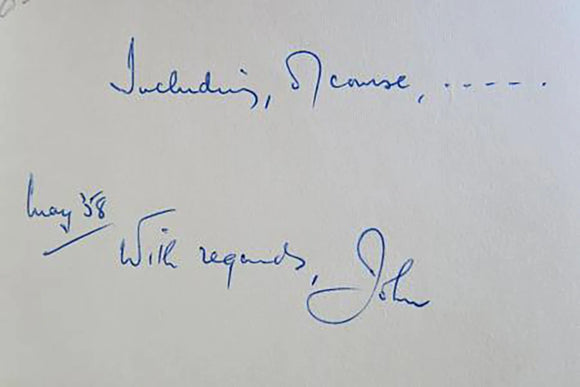 Including, of course, .-----.
May '58
With regards, John